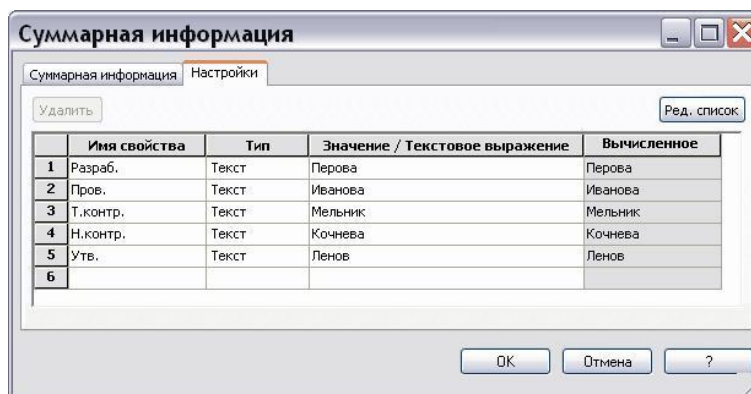 Суммарная информация
Суммарная информация Настройки
Удалить Ред. список
Имя свойства Тип Значение / Текстовое выражение Вычисленное
1 Разраб. Текст Перова Перова
2 Пров. Текст Иванова Иванова
3 Т.контр. Текст Мельник Мельник
4 Н.контр. Текст Кочнева Кочнева
5 Утв. Текст Ленов Ленов
6
OK Отмена ?